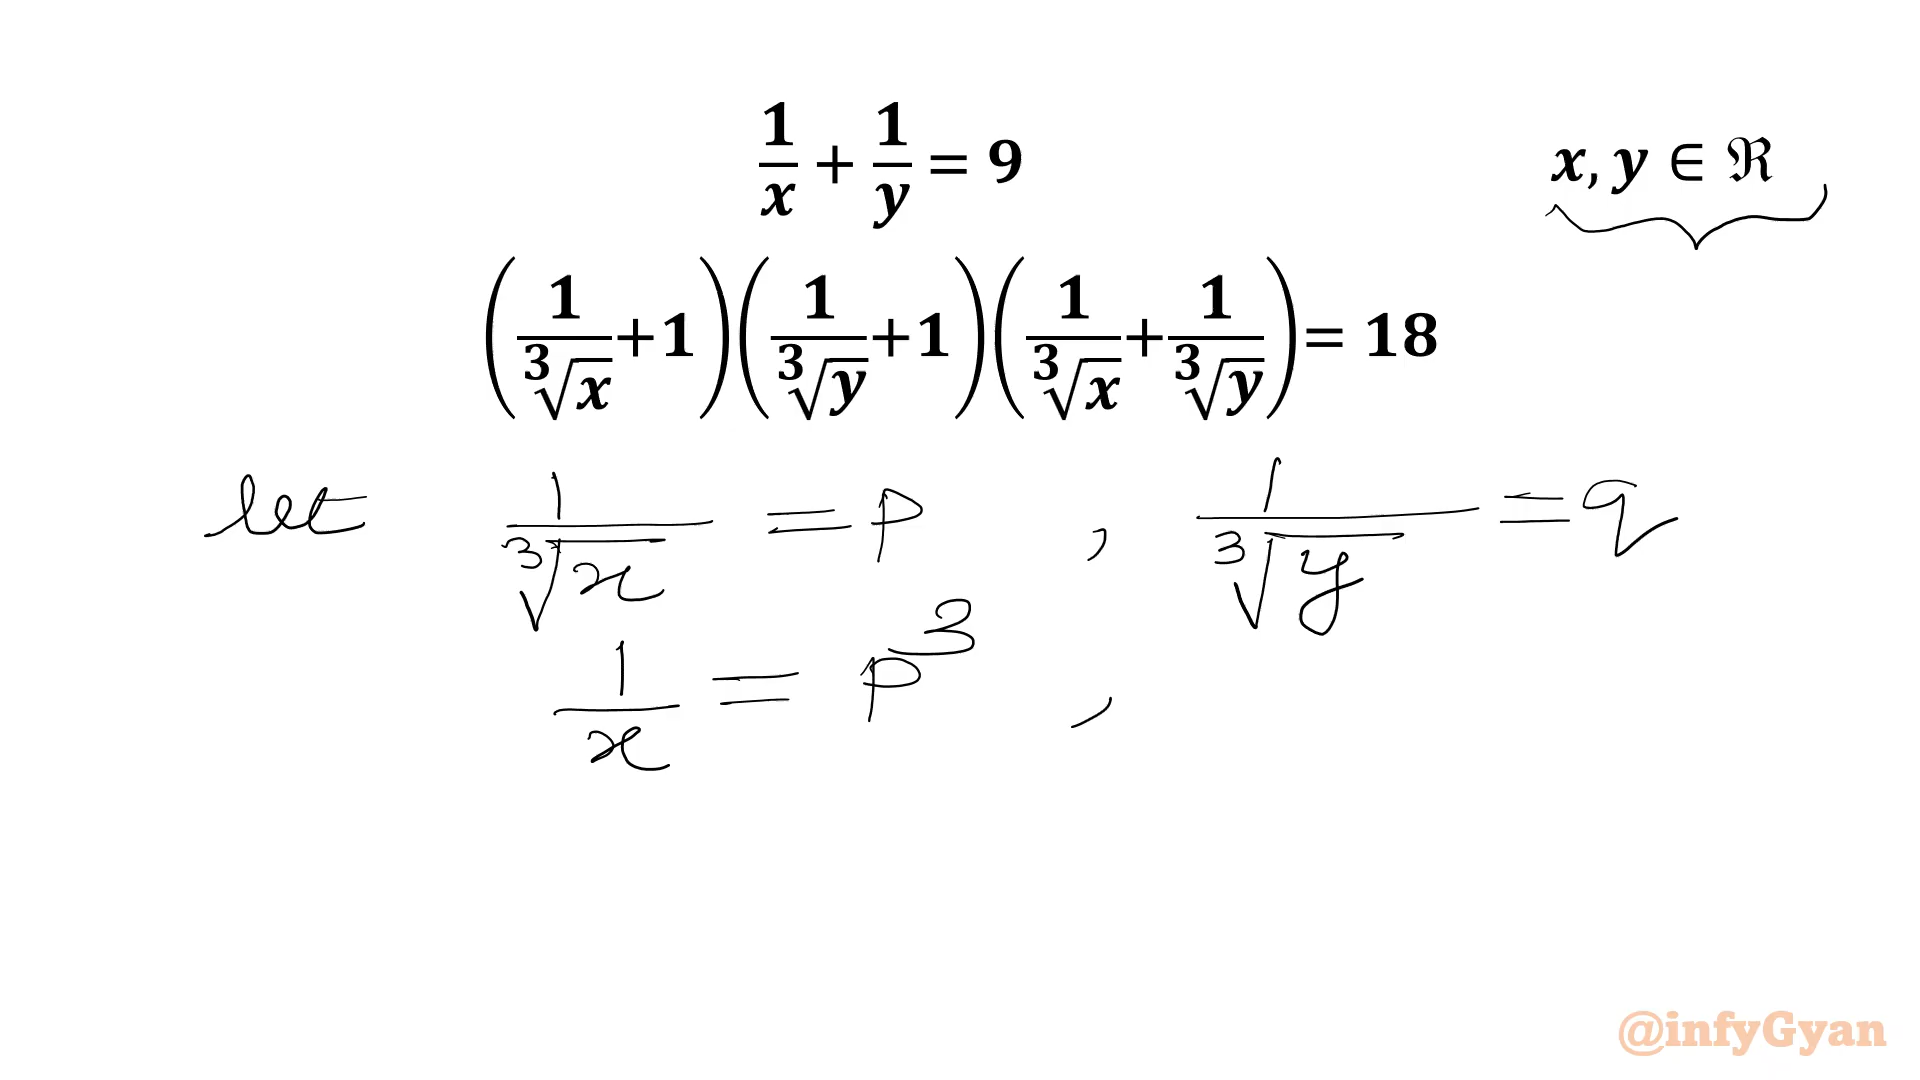 1/x + 1/y = 9
x, y ∈ ℜ
(1/∛x + 1)(1/∛y + 1)(1/∛x + 1/∛y) = 18
let 1/∛x = p , 1/∛y = q
1/x = p³ ,
@infyGyan